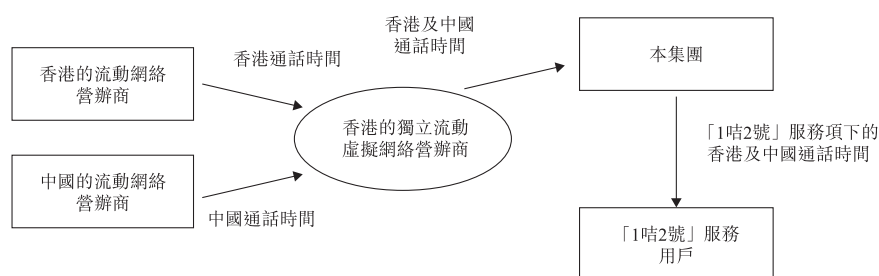 香港的流動網絡
營辦商
香港通話時間
香港及中國
通話時間
本集團
香港的獨立流動
虛擬網絡營辦商
「1咭2號」服務項下的
香港及中國通話時間
中國的流動網絡
營辦商
中國通話時間
「1咭2號」服務
用戶